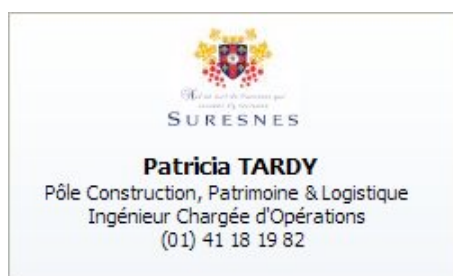 SURESNES
Patricia TARDY
Pôle Construction, Patrimoine & Logistique
Ingénieur Chargée d'Opérations
(01) 41 18 19 82